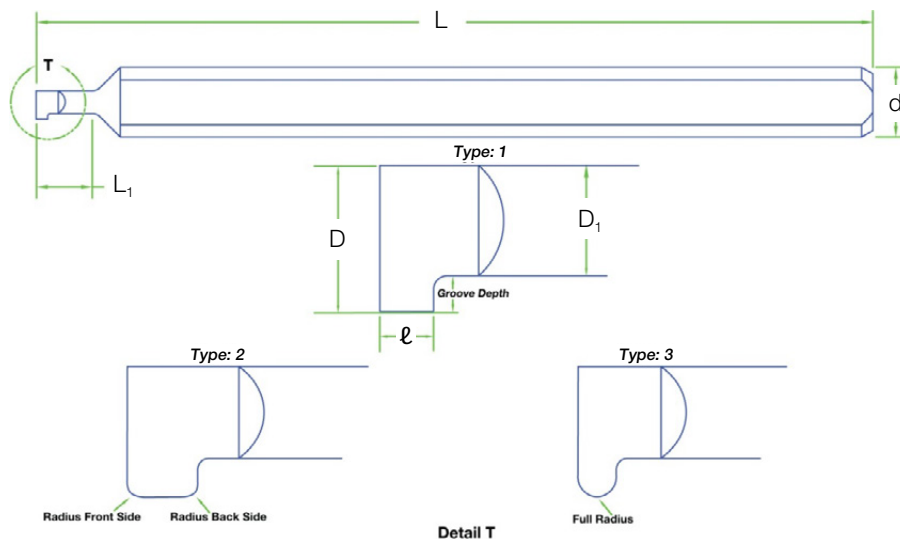 L
T
d
L₁
Type: 1
D
D₁
Groove Depth
ℓ
Type: 2
Type: 3
Radius Front Side
Radius Back Side
Full Radius
Detail T